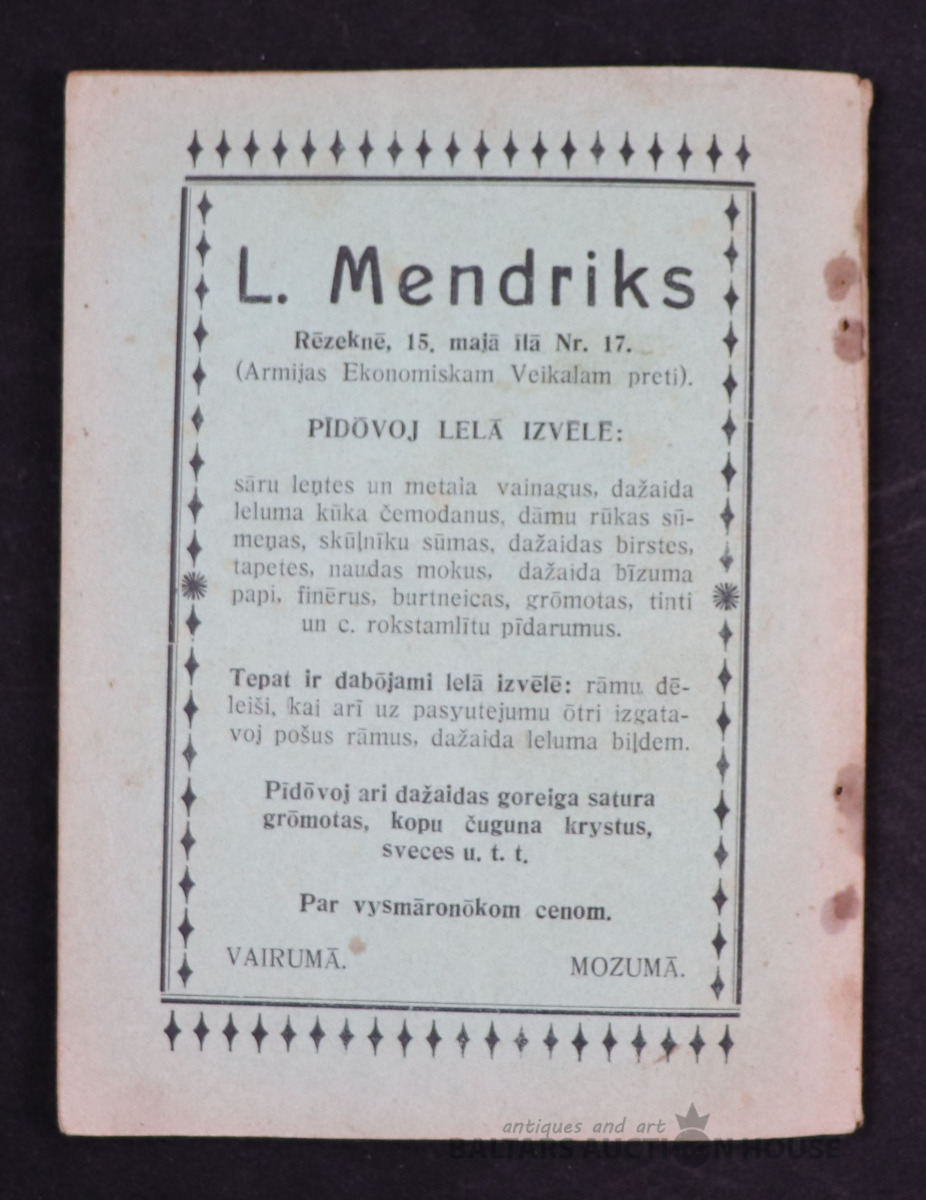 L. Mendriks
Rēzeknē, 15. majā īlā Nr. 17.
(Armijas Ekonomiskam Veikalam preti).
PĪDŌVOJ LELĀ IZVĒLĒ:
sāru leņtes un metala vainagus, dažaida
leluma kūka čemodanus, dāmu rūkas sū-
meņas, skūļnīku sūmas, dažaidas birstes,
tapetes, naudas mokus, dažaida bīzuma
papi, finērus, burtneicas, grōmotas, tinti
un c. rokstamlītu pīdarumus.
Tepat ir dabōjami lelā izvēlē: rāmu dē-
leiši, kai arī uz pasyutejumu ōtri izgata-
voj pošus rāmus, dažaida leluma biļdem.
Pīdōvoj ari dažaidas goreiga satura
grōmotas, kopu čuguna krystus,
sveces u. t. t.
Par vysmāronōkom cenom.
VAIRUMĀ. MOZUMĀ.
antiques and art
BALTARS AUCTION HOUSE